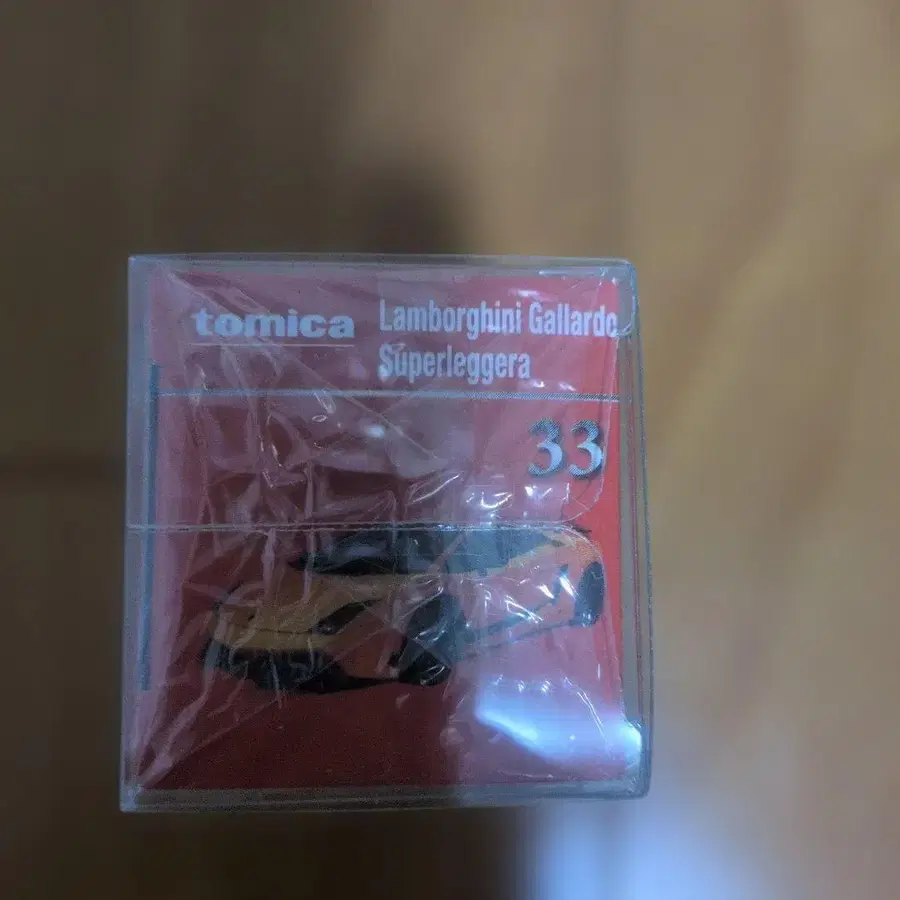 tomica
Lamborghini Gallardo
Superleggera
33